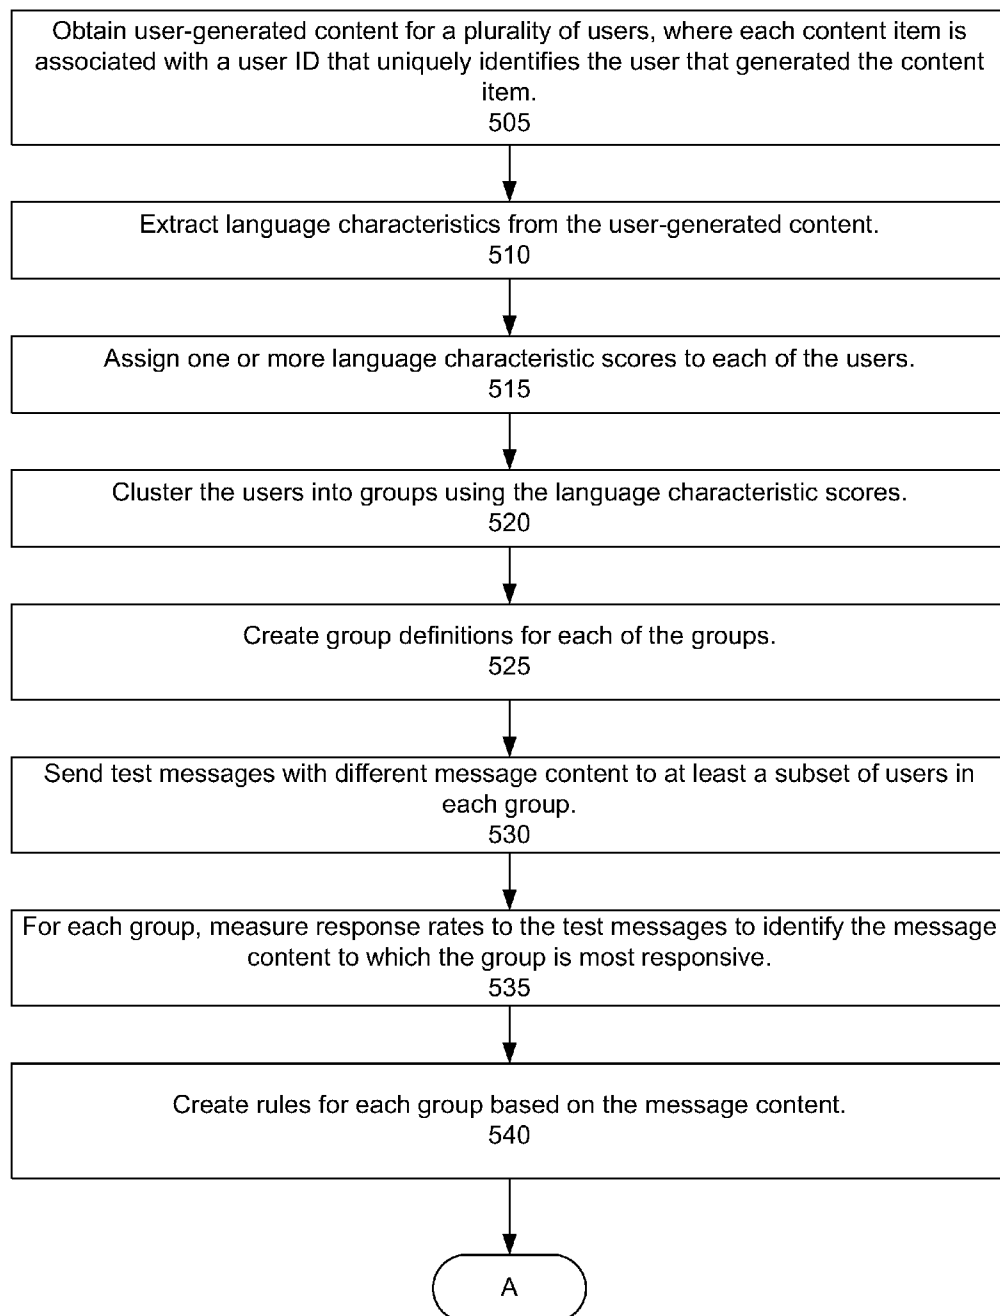 Obtain user-generated content for a plurality of users, where each content item is
associated with a user ID that uniquely identifies the user that generated the content
item.
505
Extract language characteristics from the user-generated content.
510
Assign one or more language characteristic scores to each of the users.
515
Cluster the users into groups using the language characteristic scores.
520
Create group definitions for each of the groups.
525
Send test messages with different message content to at least a subset of users in
each group.
530
For each group, measure response rates to the test messages to identify the message
content to which the group is most responsive.
535
Create rules for each group based on the message content.
540
A